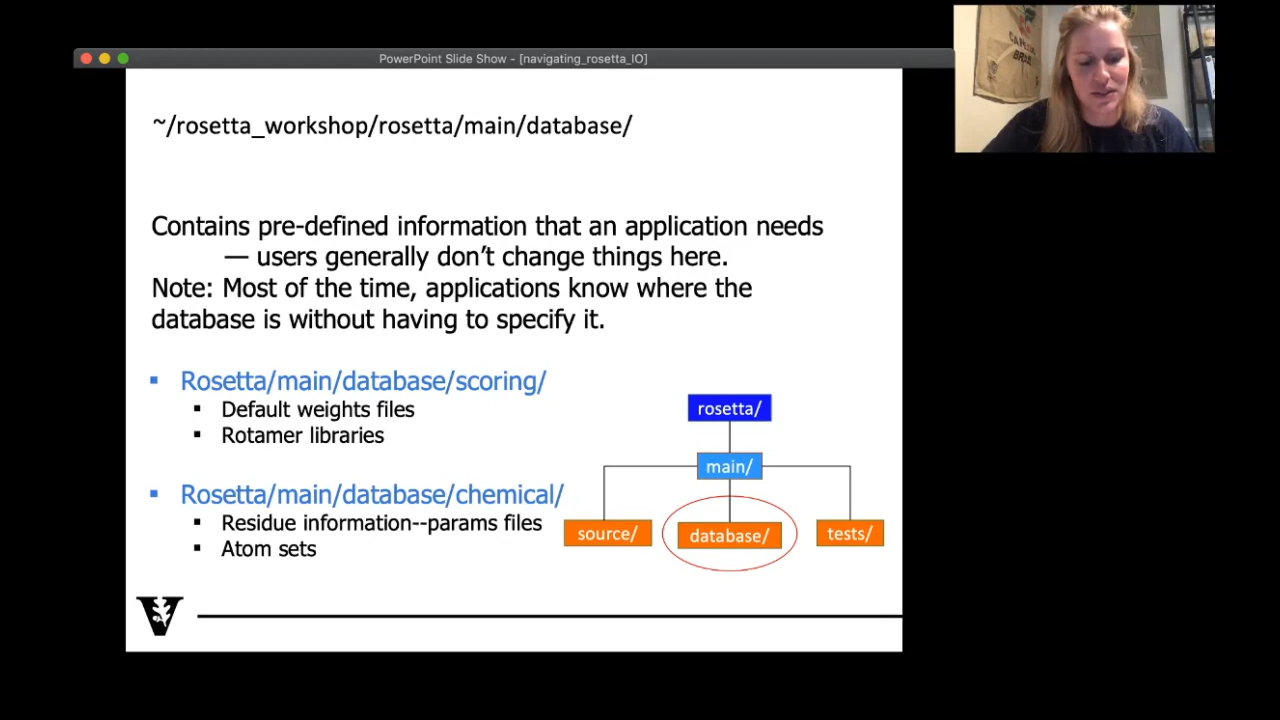 PowerPoint Slide Show - [navigating_rosetta_IO]
~/rosetta_workshop/rosetta/main/database/
Contains pre-defined information that an application needs
— users generally don’t change things here.
Note: Most of the time, applications know where the
database is without having to specify it.
▪ Rosetta/main/database/scoring/
▪ Default weights files
▪ Rotamer libraries
▪ Rosetta/main/database/chemical/
▪ Residue information--params files
▪ Atom sets
rosetta/
main/
source/
database/
tests/
V